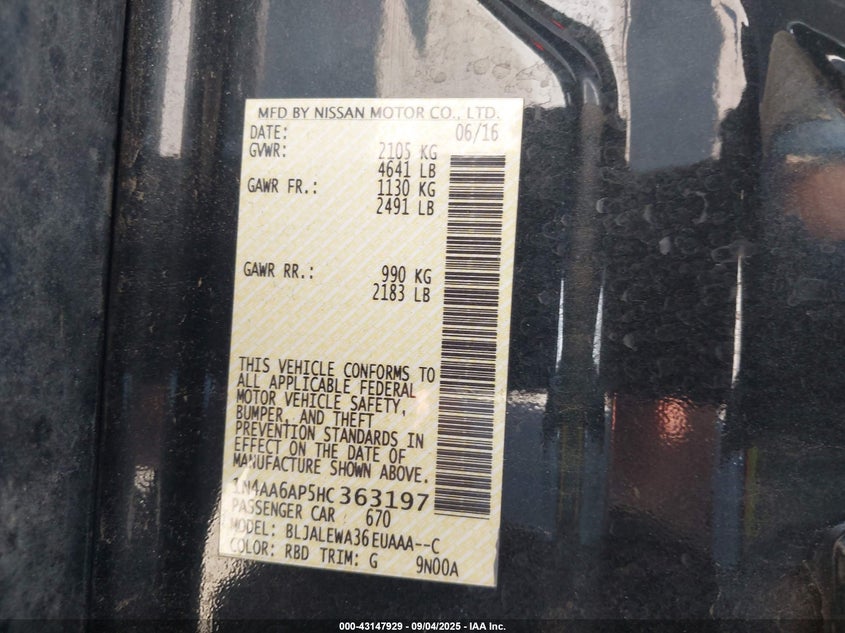 MFD BY NISSAN MOTOR CO., LTD.
DATE: 06/16
GVWR: 2105 KG
4641 LB
GAWR FR.: 1130 KG
2491 LB
GAWR RR.: 990 KG
2183 LB
THIS VEHICLE CONFORMS TO
ALL APPLICABLE FEDERAL
MOTOR VEHICLE SAFETY,
BUMPER, AND THEFT
PREVENTION STANDARDS IN
EFFECT ON THE DATE OF
MANUFACTURE SHOWN ABOVE.
1N4AA6AP5HC363197
PASSENGER CAR 670
MODEL: BLJALEWA36EUAAA--C
COLOR: RBD TRIM: G 9N00A
000-43147929 - 09/04/2025 - IAA Inc.